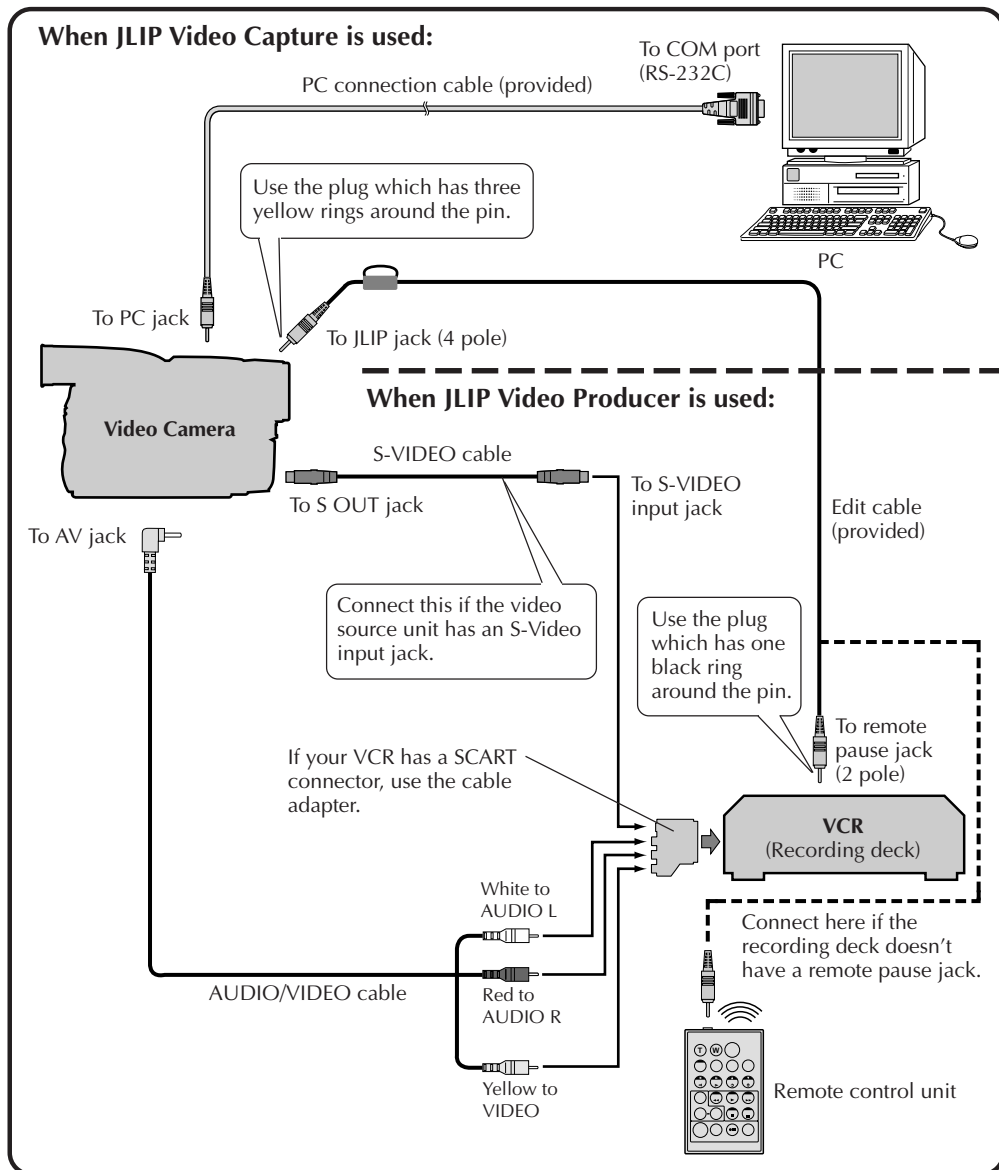 When JLIP Video Capture is used:
To COM port
(RS-232C)
PC connection cable (provided)
Use the plug which has three
yellow rings around the pin.
PC
To PC jack
To JLIP jack (4 pole)
When JLIP Video Producer is used:
Video Camera
S-VIDEO cable
To S OUT jack
To S-VIDEO
input jack
Edit cable
(provided)
To AV jack
Connect this if the video
source unit has an S-Video
input jack.
Use the plug
which has one
black ring
around the pin.
To remote
pause jack
(2 pole)
If your VCR has a SCART
connector, use the cable
adapter.
VCR
(Recording deck)
White to
AUDIO L
Connect here if the
recording deck doesn't
have a remote pause jack.
AUDIO/VIDEO cable
Red to
AUDIO R
T W
Yellow to
VIDEO
Remote control unit